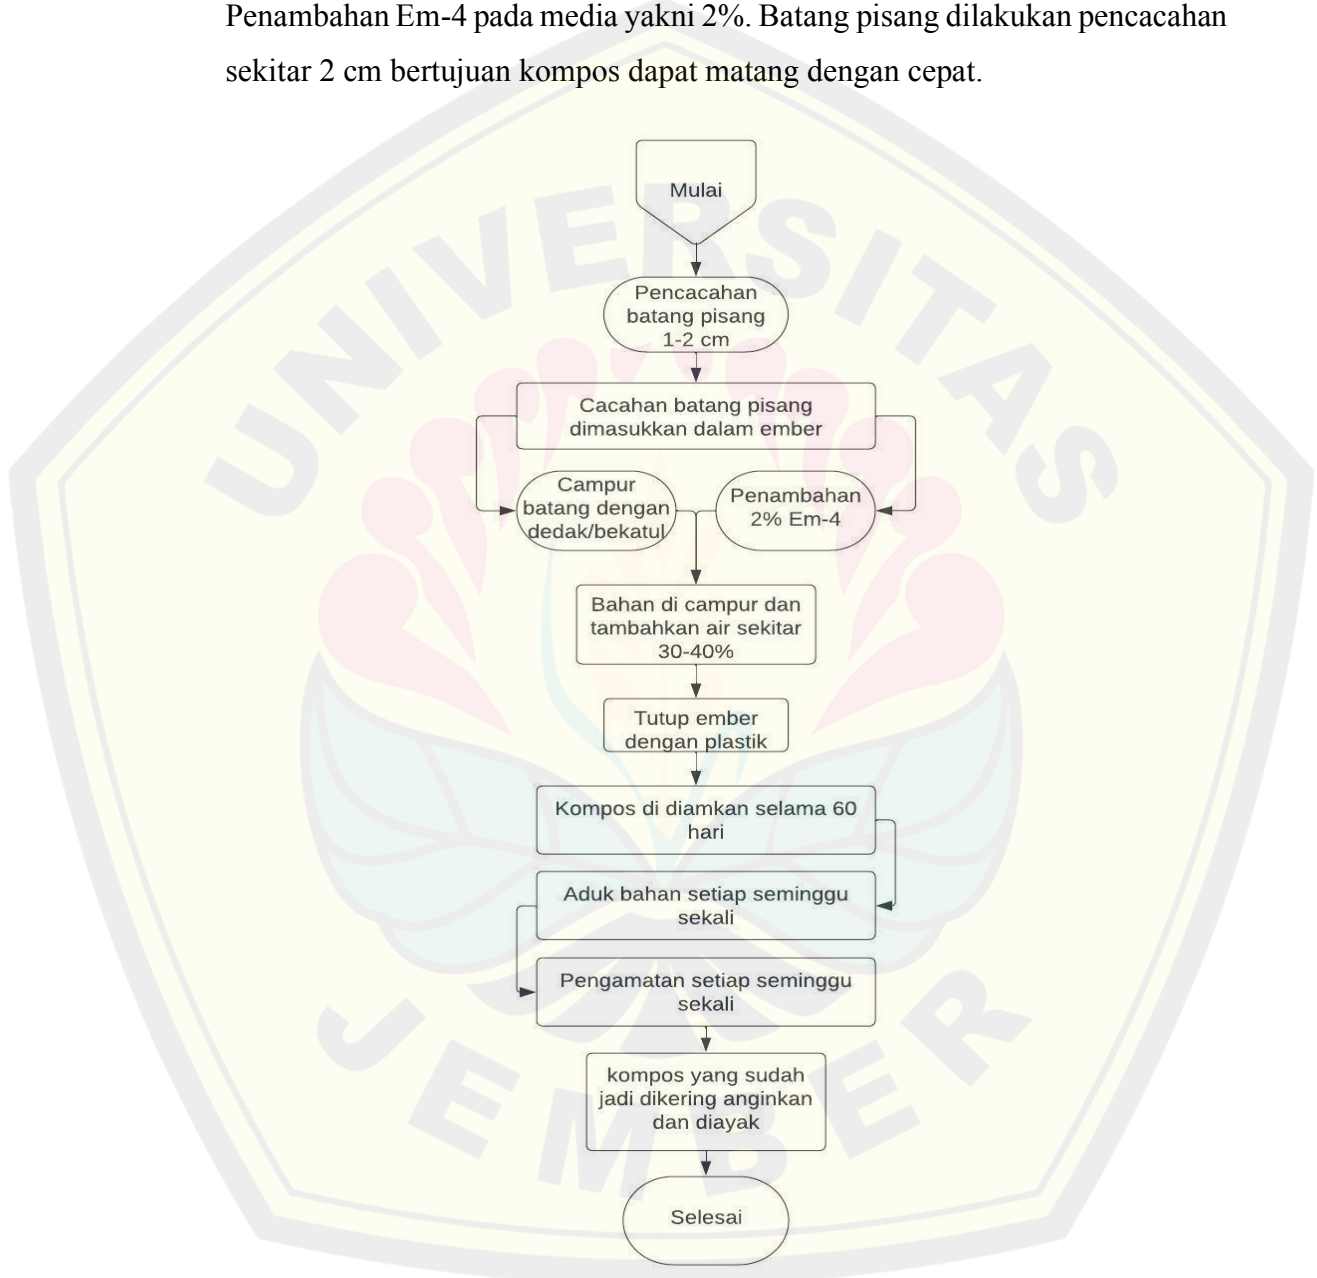 Penambahan Em-4 pada media yakni 2%. Batang pisang dilakukan pencacahan
sekitar 2 cm bertujuan kompos dapat matang dengan cepat.
Mulai
Pencacahan
batang pisang
1-2 cm
Cacahan batang pisang
dimasukkan dalam ember
Campur
batang dengan
dedak/bekatul
Penambahan
2% Em-4
Bahan di campur dan
tambahkan air sekitar
30-40%
Tutup ember
dengan plastik
Kompos di diamkan selama 60
hari
Aduk bahan setiap seminggu
sekali
Pengamatan setiap seminggu
sekali
kompos yang sudah
jadi dikering anginkan
dan diayak
Selesai
UNIVERSITAS
JEMBER